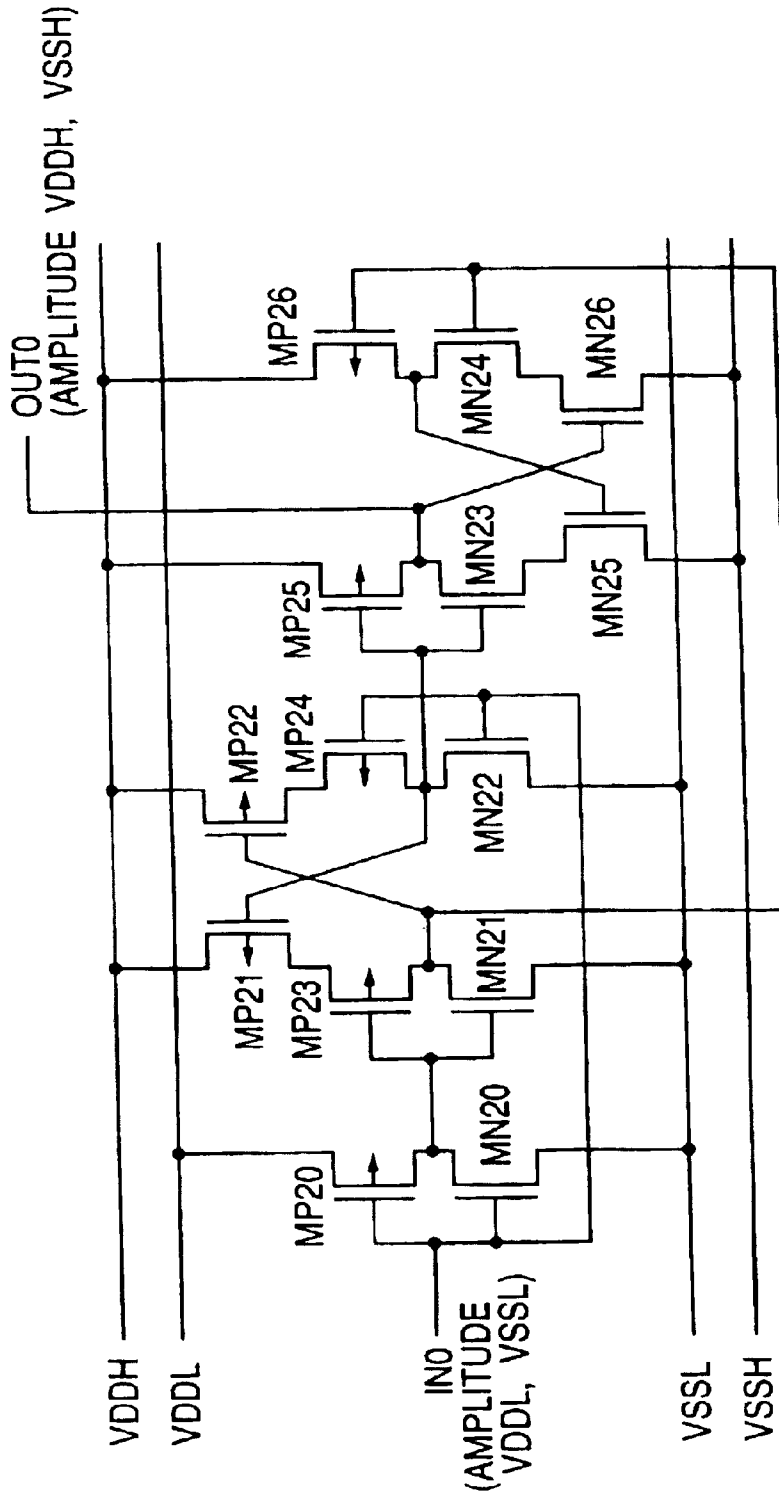 OUT0
(AMPLITUDE VDDH, VSSH)
VDDH
VDDL
MP22
MP26
MP21
MP24
MP25
MP23
MP20
MN24
MN23
MN26
MN22
MN21
MN20
MN25
IN0
(AMPLITUDE
VDDL, VSSL)
VSSL
VSSH